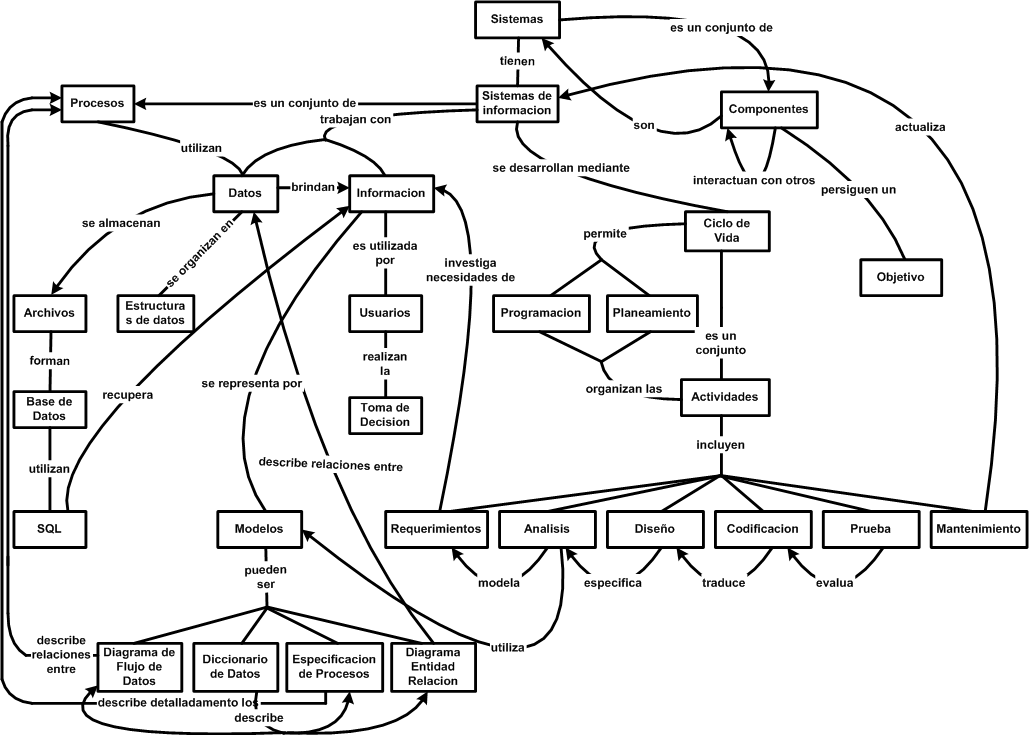 Sistemas
es un conjunto de
tienen
Procesos
es un conjunto de
Sistemas de
informacion
Componentes
trabajan con
son
actualiza
utilizan
se desarrollan mediante
interactuan con otros
persiguen un
Datos
brindan
Informacion
se almacenan
se organizan en
es utilizada
por
investiga
necesidades de
permite
Ciclo de
Vida
Objetivo
Archivos
Estructura
s de datos
Usuarios
Programacion
Planeamiento
forman
realizan
la
es un
conjunto
recupera
se representa por
organizan las
Actividades
Base de
Datos
Toma de
Decision
incluyen
utilizan
describe relaciones entre
SQL
Modelos
Requerimientos
Analisis
Diseño
Codificacion
Prueba
Mantenimiento
pueden
ser
modela
especifica
traduce
evalua
describe
relaciones
entre
utiliza
Diagrama de
Flujo de
Datos
Diccionario
de Datos
Especificacion
de Procesos
Diagrama
Entidad
Relacion
describe detalladamento los
describe